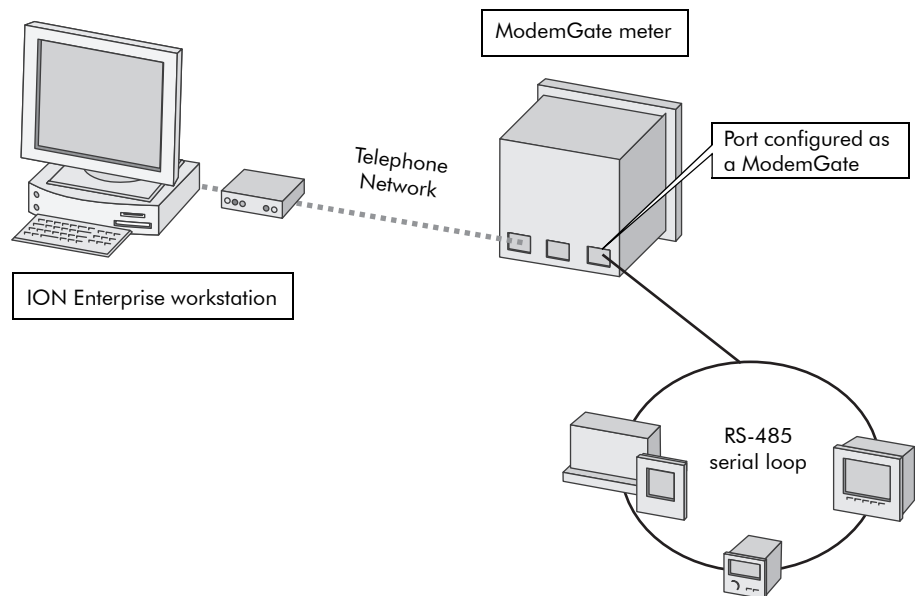 ModemGate meter
Port configured as
a ModemGate
Telephone
Network
ION Enterprise workstation
RS-485
serial loop